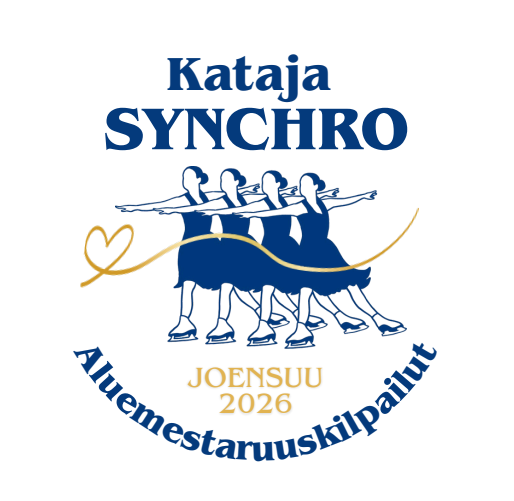 Kataja
SYNCHRO
JOENSUU
2026
Aluemestaruuskilpailut